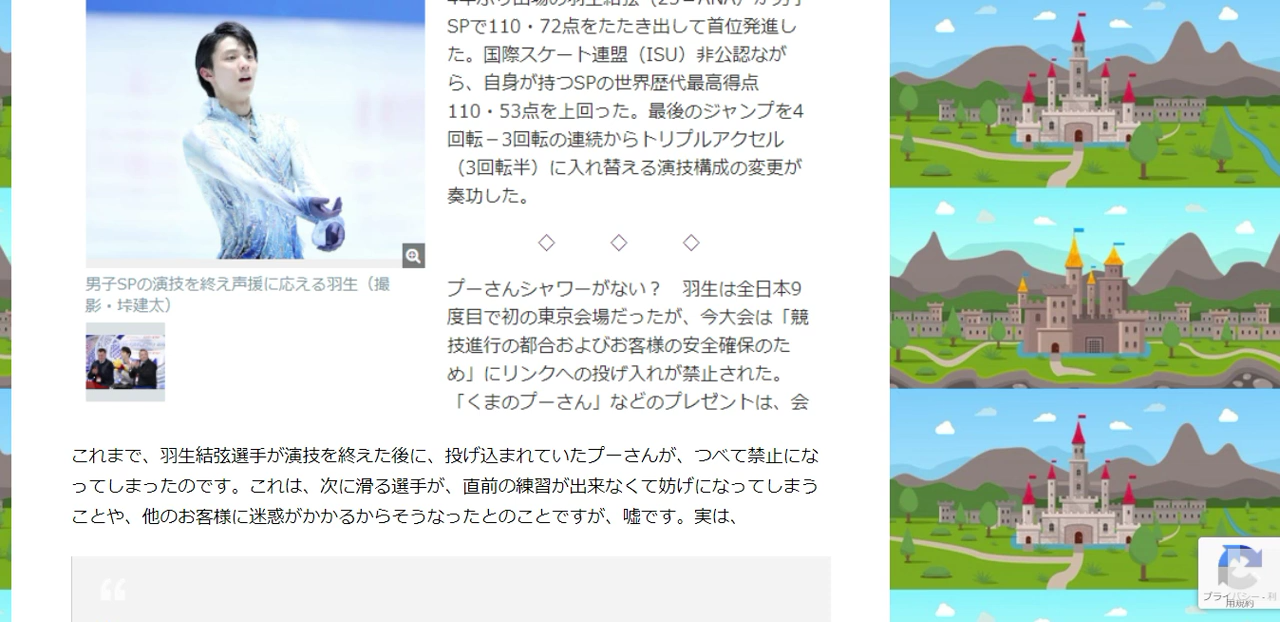 SPで110・72点をたたき出して首位発進し
た。国際スケート連盟（ISU）非公認なが
ら、自身が持つSPの世界歴代最高得点
110・53点を上回った。最後のジャンプを4
回転－3回転の連続からトリプルアクセル
（3回転半）に入れ替える演技構成の変更が
奏功した。
◇ ◇ ◇
男子SPの演技を終え声援に応える羽生（撮
影・垰建太）
プーさんシャワーがない？　羽生は全日本9
度目で初の東京会場だったが、今大会は「競
技進行の都合およびお客様の安全確保のた
め」にリンクへの投げ入れが禁止された。
「くまのプーさん」などのプレゼントは、会
これまで、羽生結弦選手が演技を終えた後に、投げ込まれていたプーさんが、つべて禁止にな
ってしまったのです。これは、次に滑る選手が、直前の練習が出来なくて妨げになってしまう
ことや、他のお客様に迷惑がかかるからそうなったとのことですが、嘘です。実は、
“
プライバシー - 利
用規約